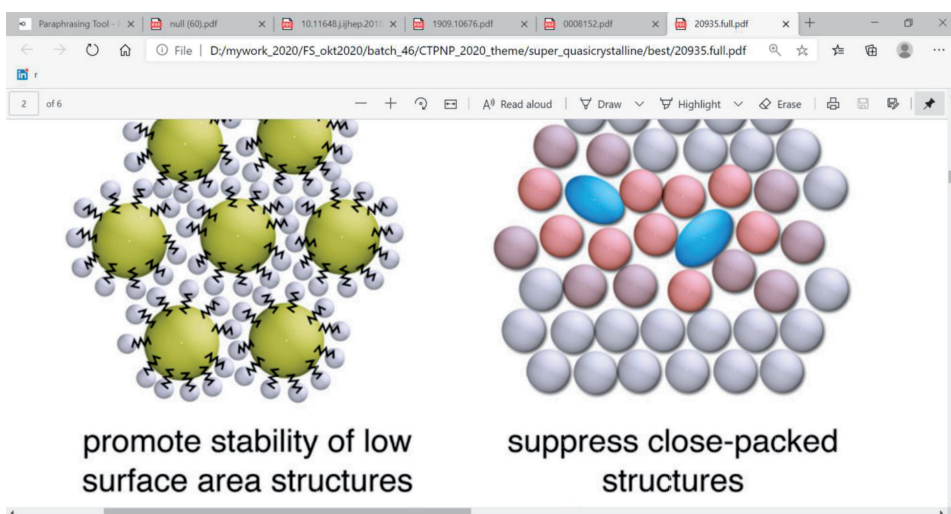 Paraphrasing Tool -
null (60).pdf
10.11648.j.ijhep.201
1909.10676.pdf
0008152.pdf
20935.full.pdf
File | D:/mywork_2020/FS_okt2020/batch_46/CTPNP_2020_theme/super_quasicrystalline/best/20935.full.pdf
in r
2 of 6
Read aloud
Draw
Highlight
Erase
promote stability of low
surface area structures
suppress close-packed
structures